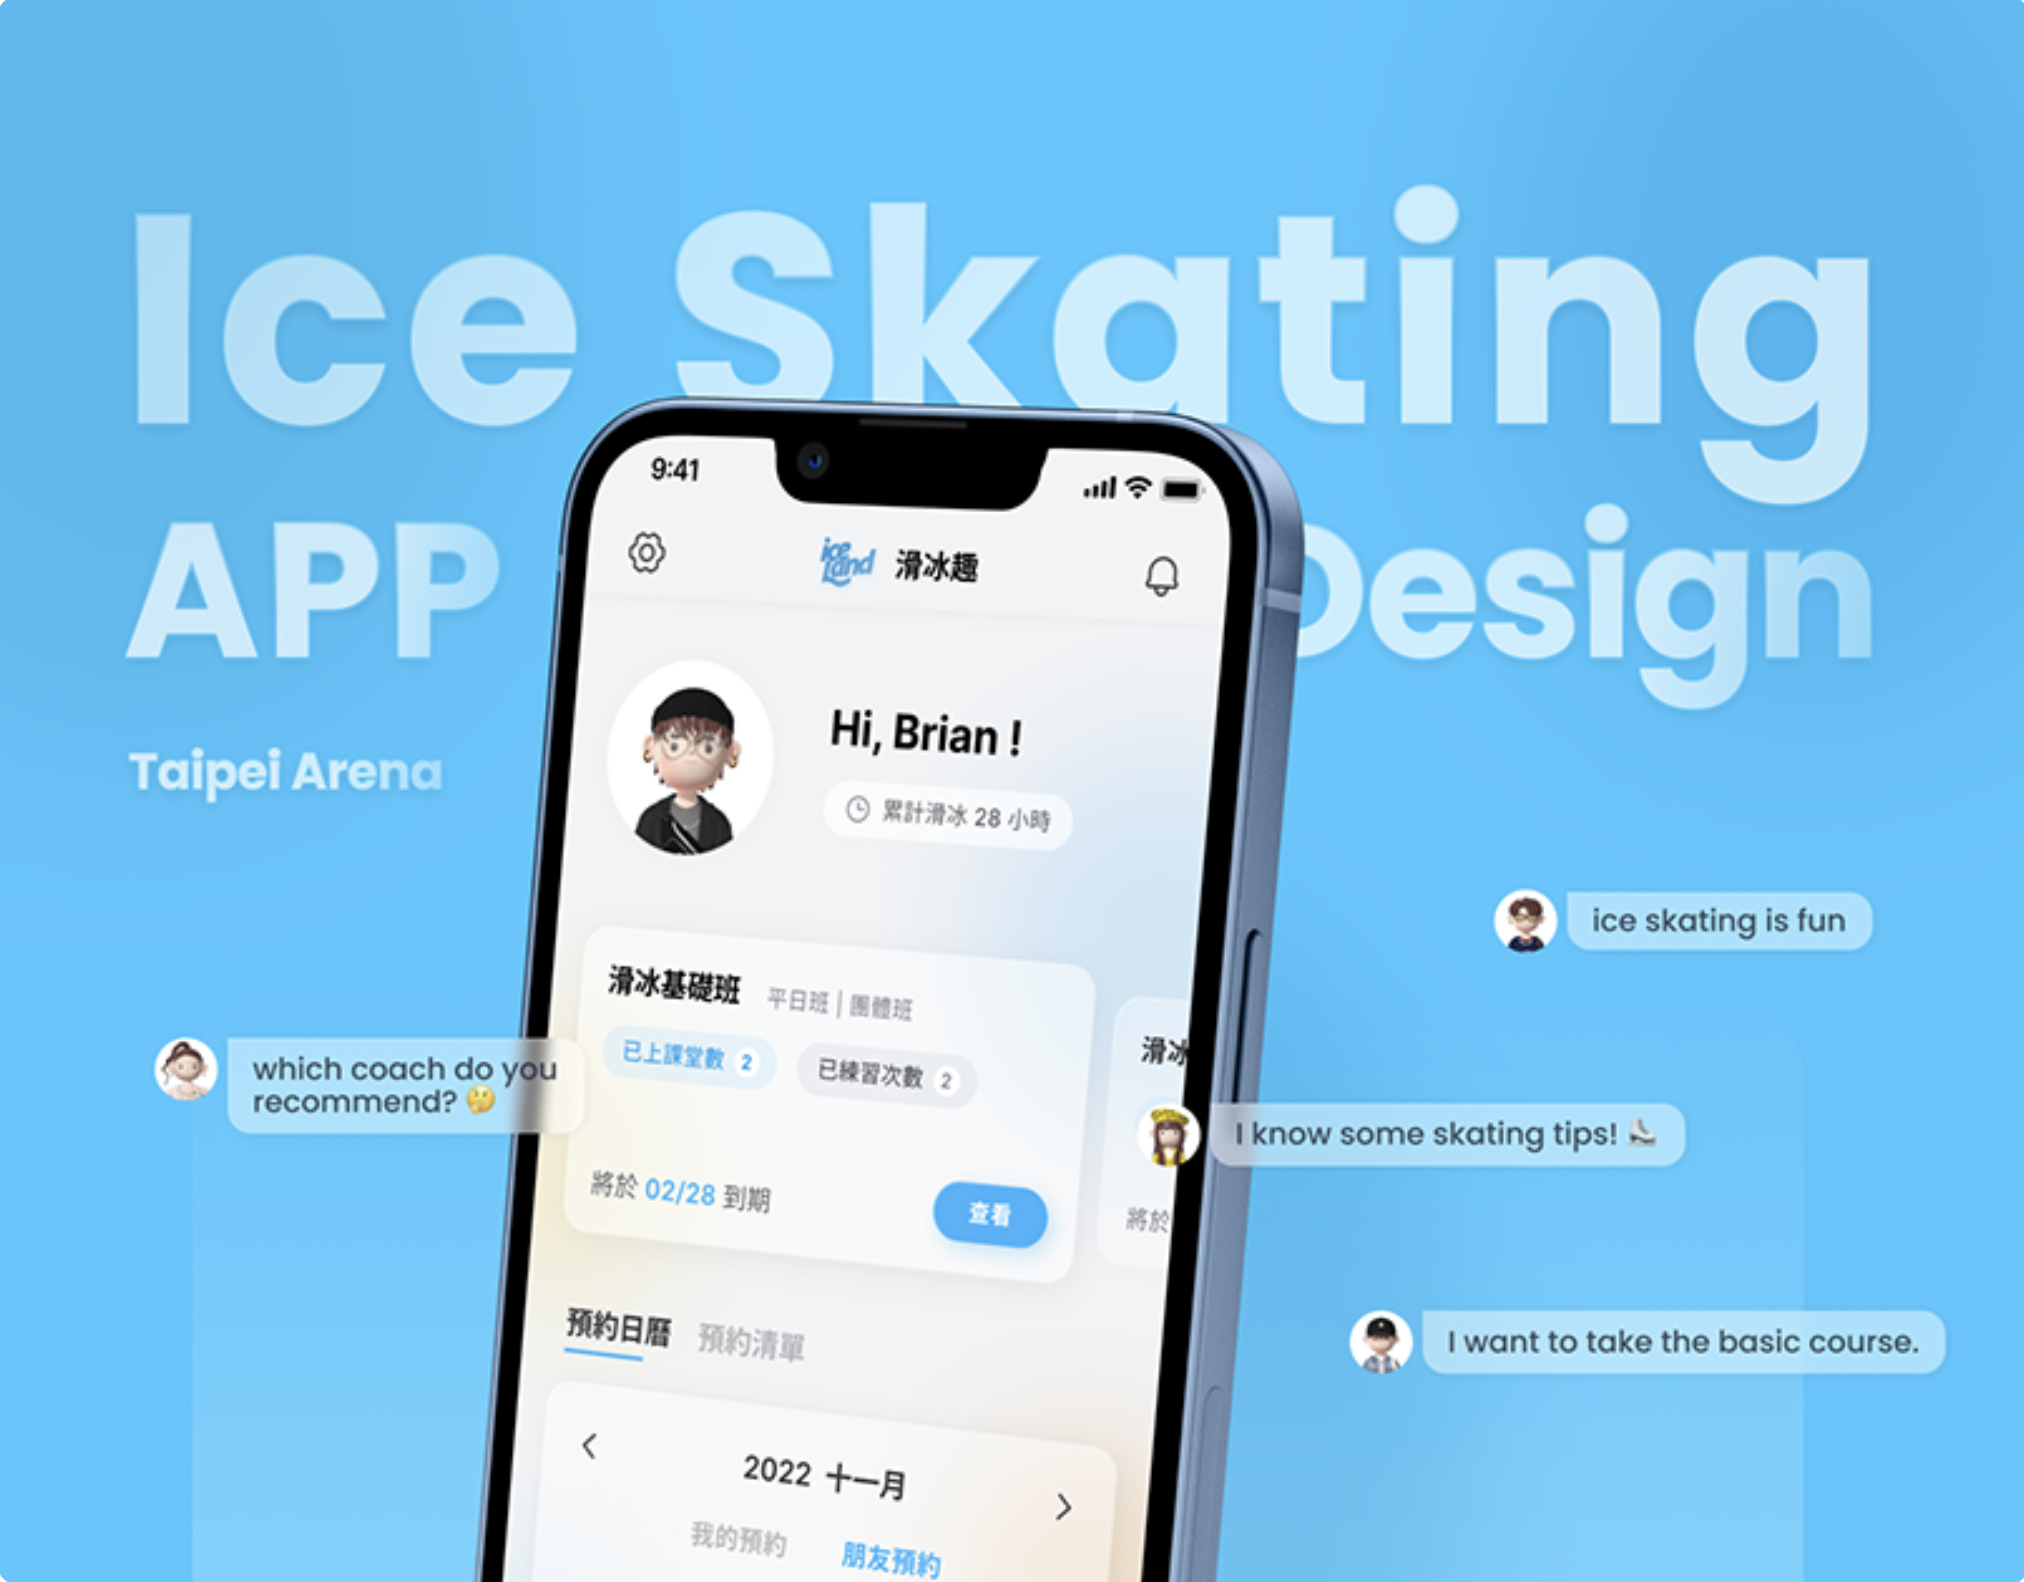 Ice Skating
APP Design
Taipei Arena
9:41
ice Land 滑冰趣
Hi, Brian !
累計滑冰 28 小時
滑冰基礎班 平日班 | 團體班
已上課堂數 2 已練習次數 2
將於 02/28 到期 查看
滑冰
將於
預約日曆 預約清單
2022 十一月
我的預約 朋友預約
ice skating is fun
which coach do you
recommend? 🤔
I know some skating tips! ⛸️
I want to take the basic course.